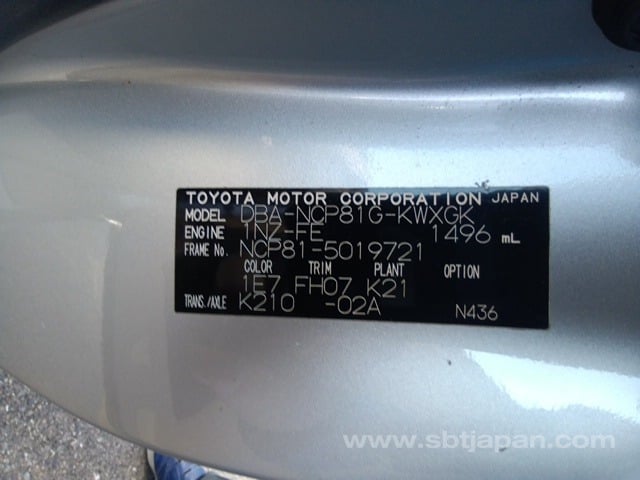 TOYOTA MOTOR CORPORATION JAPAN
MODEL DBA-NCP81G-KWXGK
ENGINE 1NZ-FE 1496 mL
FRAME No. NCP81-5019721
COLOR TRIM PLANT OPTION
1E7 FH07 K21
TRANS./AXLE K210 -02A N436
www.sbtjapan.com